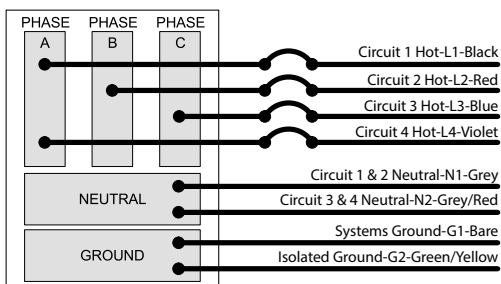 PHASE PHASE PHASE
A B C
Circuit 1 Hot-L1-Black
Circuit 2 Hot-L2-Red
Circuit 3 Hot-L3-Blue
Circuit 4 Hot-L4-Violet
Circuit 1 & 2 Neutral-N1-Grey
NEUTRAL
Circuit 3 & 4 Neutral-N2-Grey/Red
Systems Ground-G1-Bare
GROUND
Isolated Ground-G2-Green/Yellow